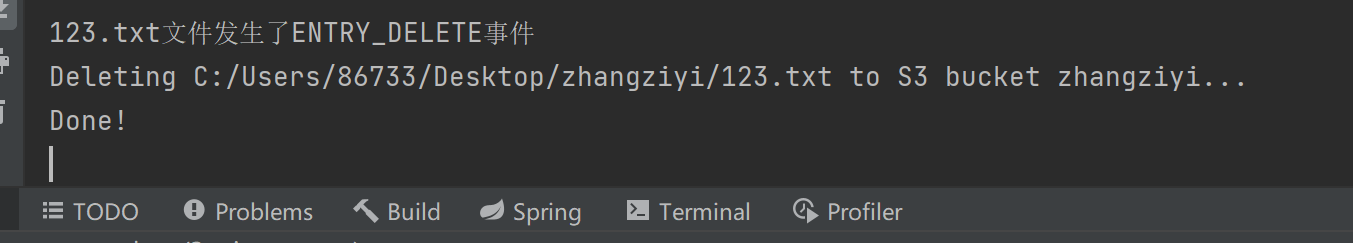 123.txt文件发生了ENTRY_DELETE事件
Deleting C:/Users/86733/Desktop/zhangziyi/123.txt to S3 bucket zhangziyi...
Done!
TODO Problems Build Spring Terminal Profiler